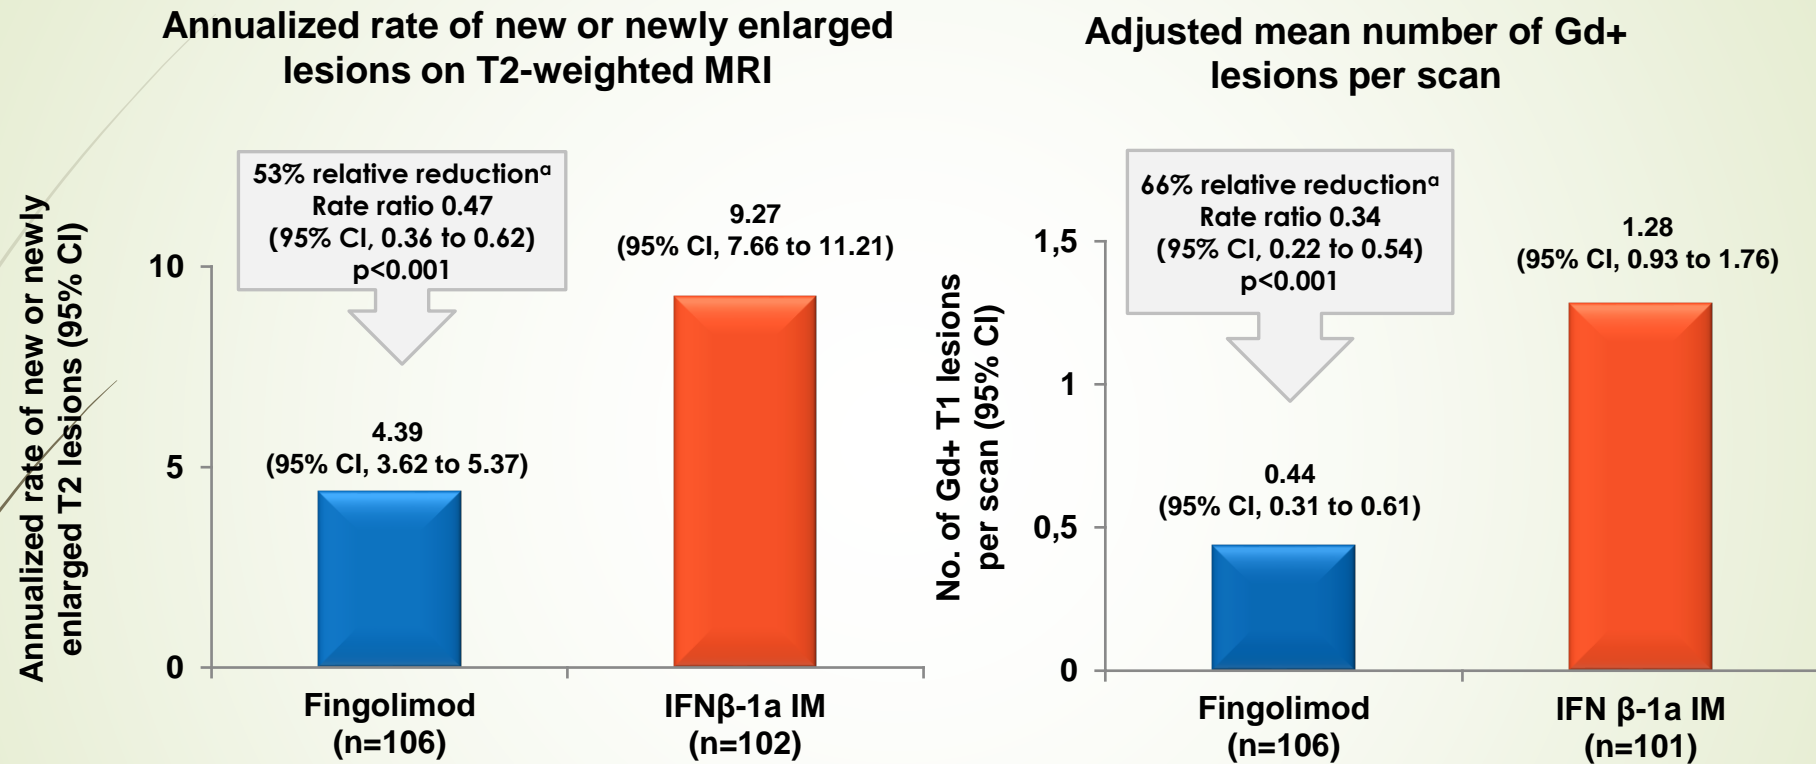 Annualized rate of new or newly enlarged
lesions on T2-weighted MRI
Annualized rate of new or newly
enlarged T2 lesions (95% CI)
10
5
0
53% relative reductionᵃ
Rate ratio 0.47
(95% CI, 0.36 to 0.62)
p<0.001
4.39
(95% CI, 3.62 to 5.37)
9.27
(95% CI, 7.66 to 11.21)
Fingolimod
(n=106)
IFNβ-1a IM
(n=102)
Adjusted mean number of Gd+
lesions per scan
No. of Gd+ T1 lesions
per scan (95% CI)
1,5
1
0,5
0
66% relative reductionᵃ
Rate ratio 0.34
(95% CI, 0.22 to 0.54)
p<0.001
0.44
(95% CI, 0.31 to 0.61)
1.28
(95% CI, 0.93 to 1.76)
Fingolimod
(n=106)
IFN β-1a IM
(n=101)